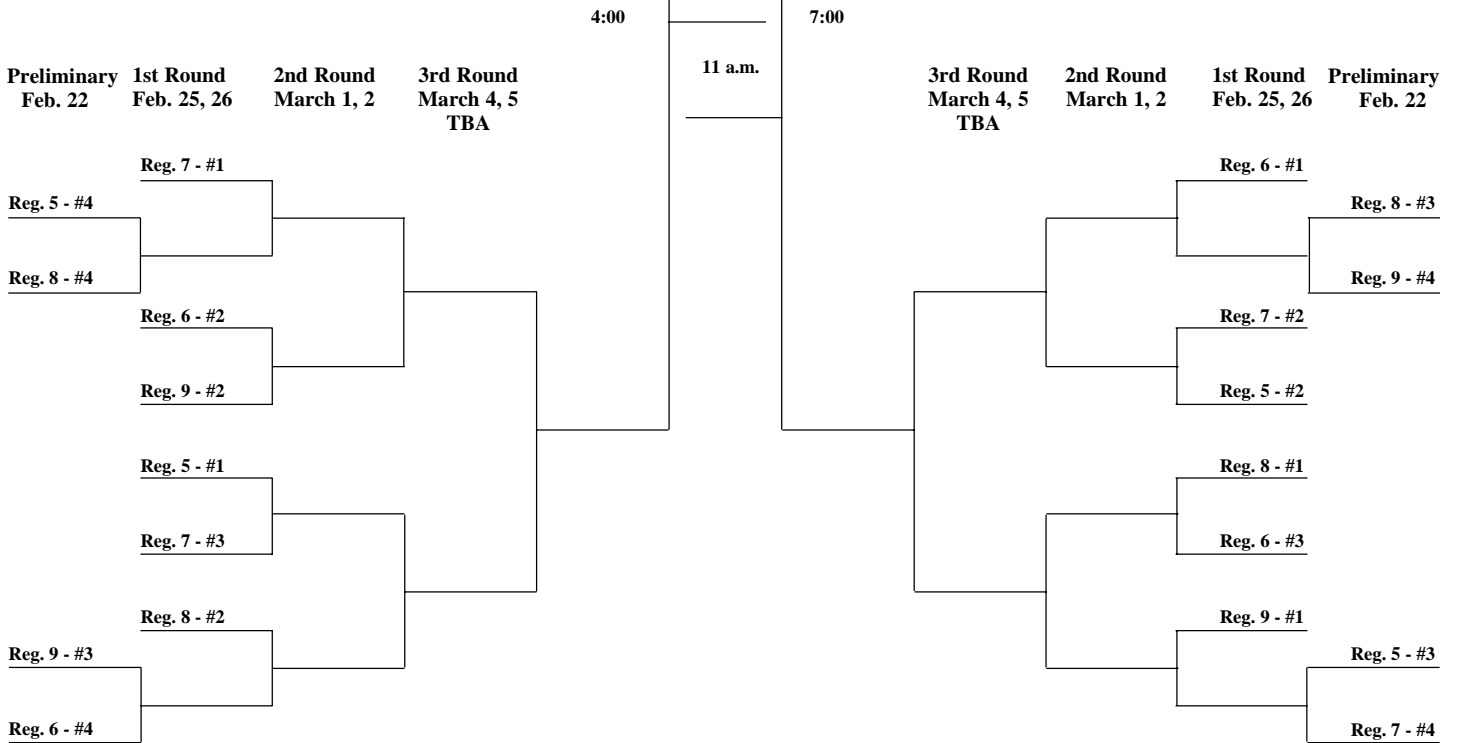 4:00
7:00
11 a.m.
Preliminary
Feb. 22
1st Round
Feb. 25, 26
2nd Round
March 1, 2
3rd Round
March 4, 5
TBA
3rd Round
March 4, 5
TBA
2nd Round
March 1, 2
1st Round
Feb. 25, 26
Preliminary
Feb. 22
Reg. 7 - #1
Reg. 5 - #4
Reg. 8 - #4
Reg. 6 - #2
Reg. 9 - #2
Reg. 5 - #1
Reg. 7 - #3
Reg. 8 - #2
Reg. 9 - #3
Reg. 6 - #4
Reg. 6 - #1
Reg. 8 - #3
Reg. 9 - #4
Reg. 7 - #2
Reg. 5 - #2
Reg. 8 - #1
Reg. 6 - #3
Reg. 9 - #1
Reg. 5 - #3
Reg. 7 - #4